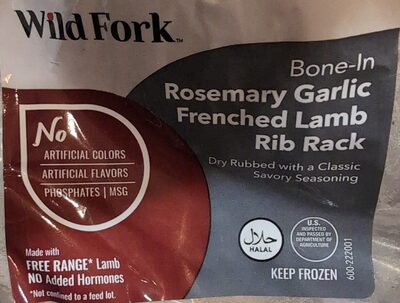 Wild Fork™
Bone-In
Rosemary Garlic
Frenched Lamb
Rib Rack
Dry Rubbed with a Classic
Savory Seasoning
No
ARTIFICIAL COLORS
ARTIFICIAL FLAVORS
PHOSPHATES | MSG
Made with
FREE RANGE* Lamb
NO Added Hormones
*Not confined to a feed lot.
حلال
HALAL
U.S.
INSPECTED
AND PASSED BY
DEPARTMENT OF
AGRICULTURE
KEEP FROZEN
600-222001